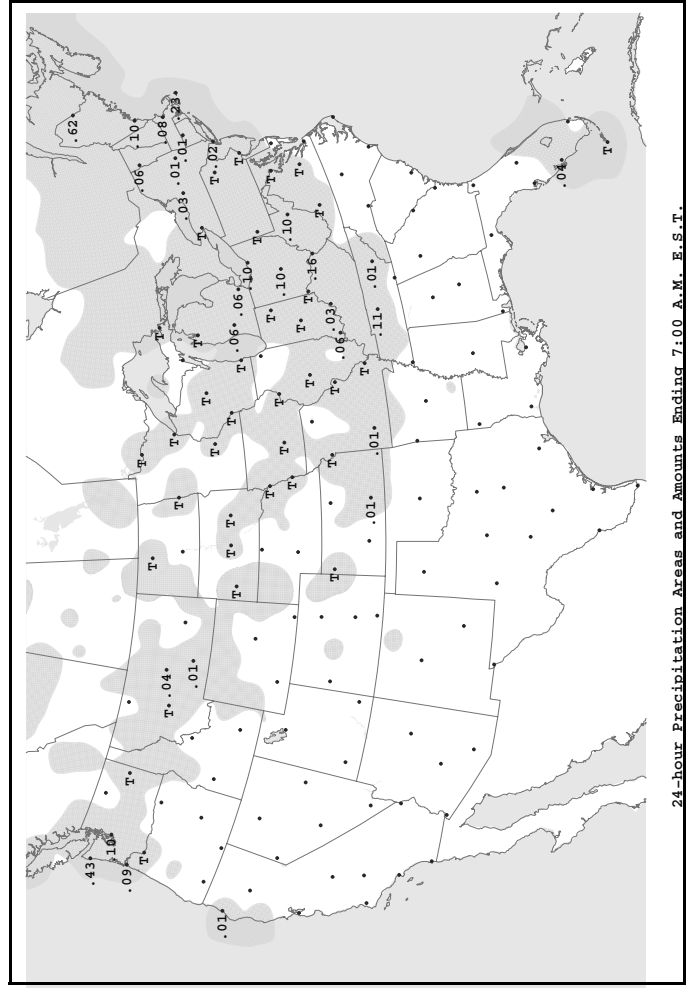 .62
.43
10
.09
T
.10
.06
T
T
T
T
.08
.04
T
T
.01
.23
T
.01
.03
.01
T
T
T
T
.02
T
.01
T
T
T
.06
T
.06
T
T
.10
T
T
T
T
T
T
.10
T
.10
T
T
T
T
.16
T
.03
T
T
T
.06
T
.01
.11
.01
.01
.04
T
24-hour Precipitation Areas and Amounts Ending 7:00 A.M. E.S.T.